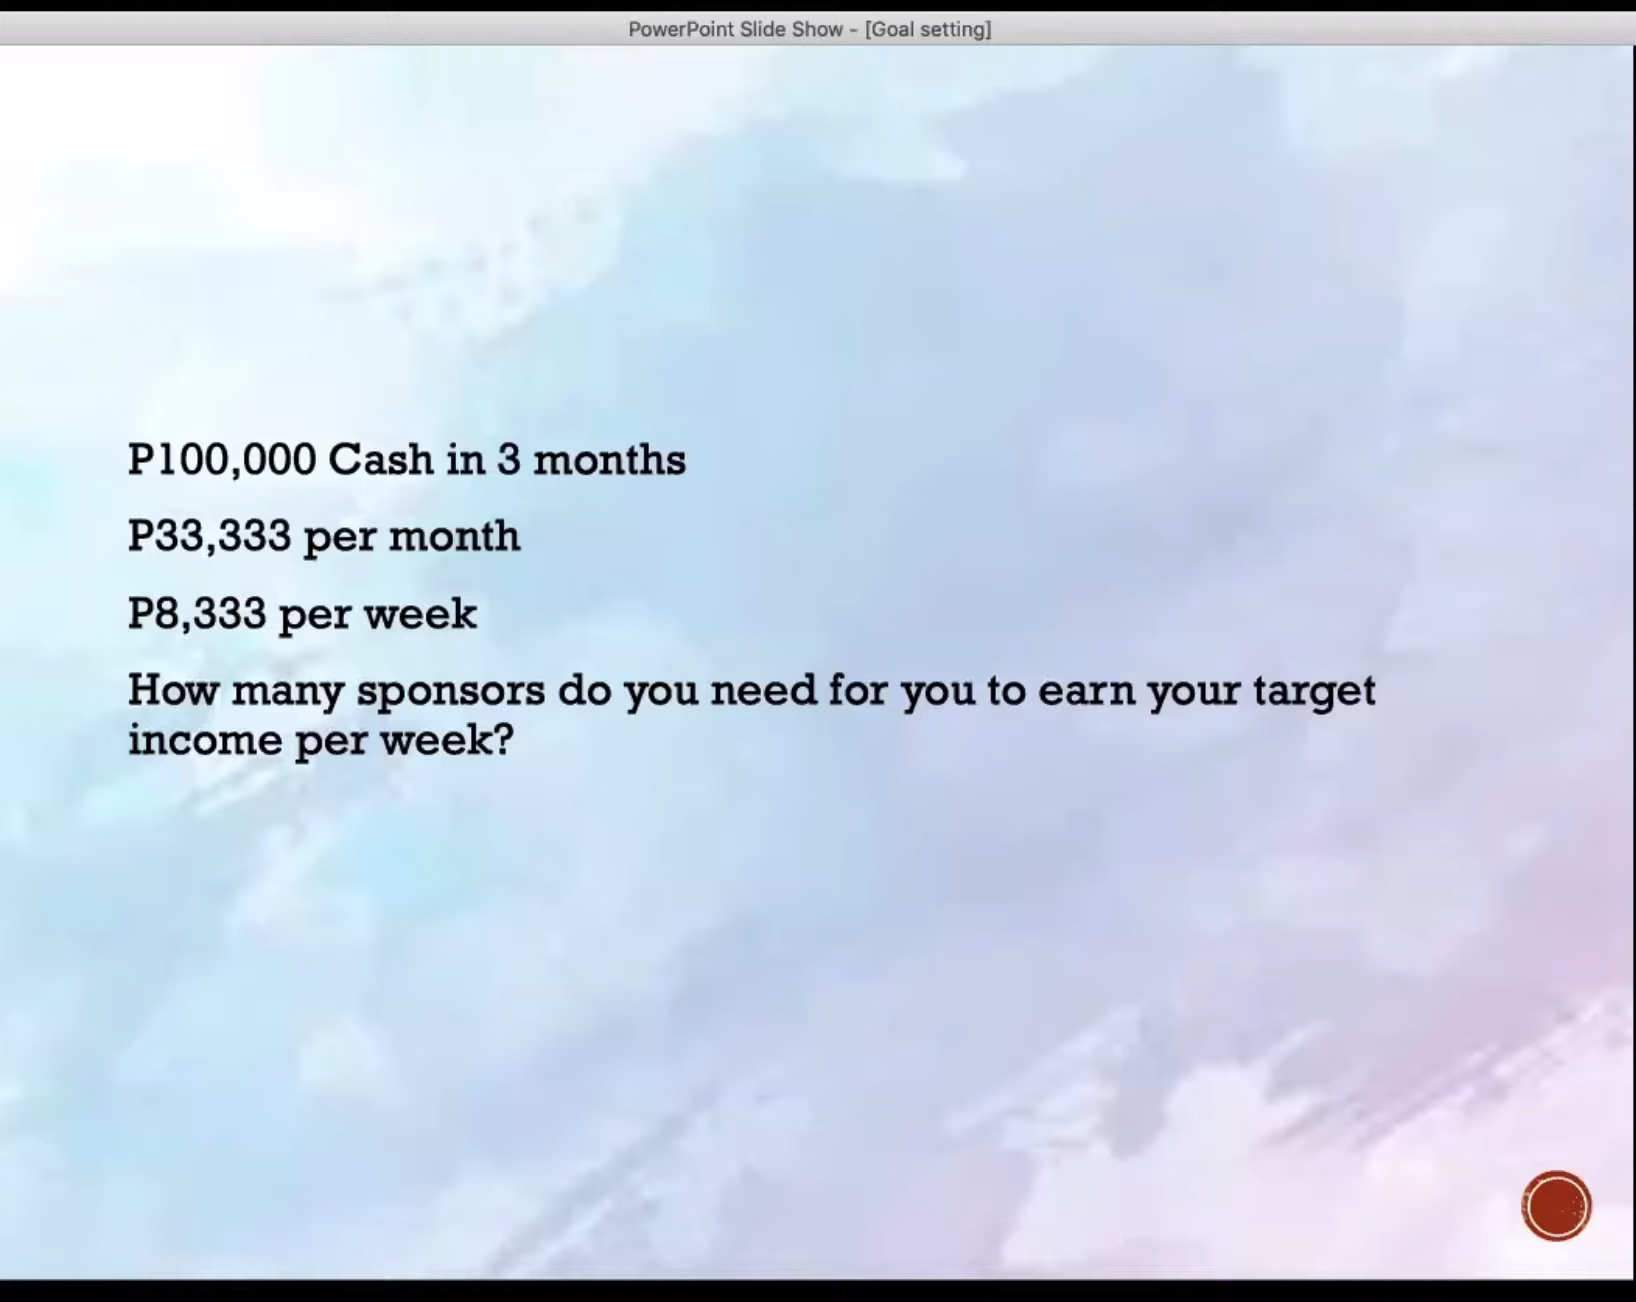 PowerPoint Slide Show - [Goal setting]
P100,000 Cash in 3 months
P33,333 per month
P8,333 per week
How many sponsors do you need for you to earn your target
income per week?